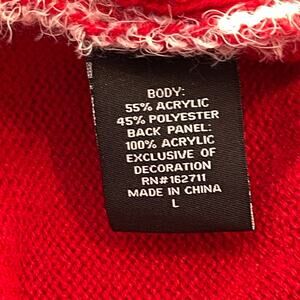 BODY:
55% ACRYLIC
45% POLYESTER
BACK PANEL:
100% ACRYLIC
EXCLUSIVE OF
DECORATION
RN#162711
MADE IN CHINA
L